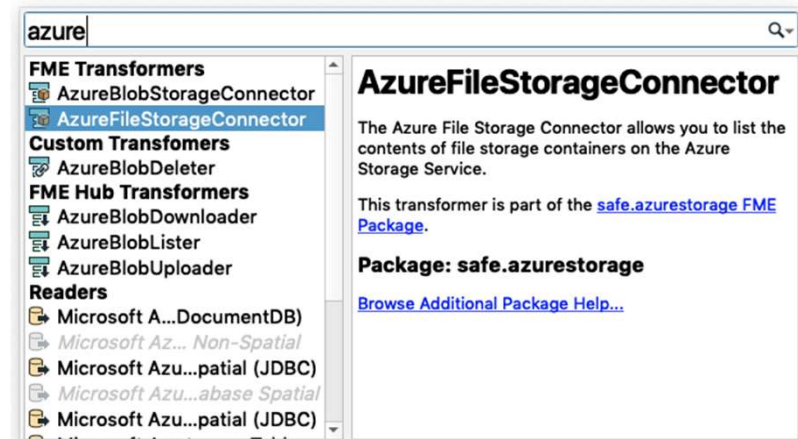 azure
FME Transformers
AzureBlobStorageConnector
AzureFileStorageConnector
Custom Transfomers
AzureBlobDeleter
FME Hub Transformers
AzureBlobDownloader
AzureBlobLister
AzureBlobUploader
Readers
Microsoft A...DocumentDB)
Microsoft Az... Non-Spatial
Microsoft Azu...patial (JDBC)
Microsoft Azu...abase Spatial
Microsoft Azu...patial (JDBC)
AzureFileStorageConnector
The Azure File Storage Connector allows you to list the
contents of file storage containers on the Azure
Storage Service.
This transformer is part of the safe.azurestorage FME
Package.
Package: safe.azurestorage
Browse Additional Package Help...